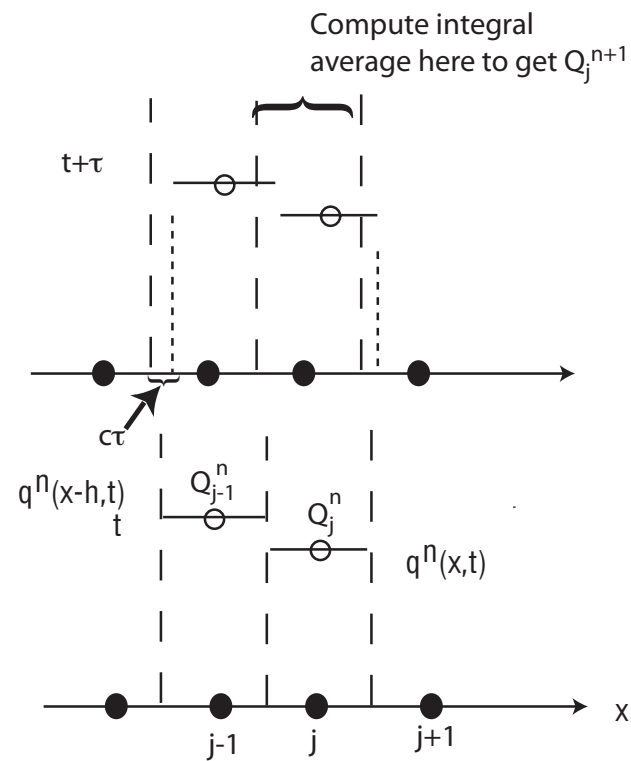 Compute integral
average here to get Q_j^{n+1}
t+τ
cτ
q^n(x-h,t)
t
Q_{j-1}^n
Q_j^n
q^n(x,t)
x
j-1
j
j+1